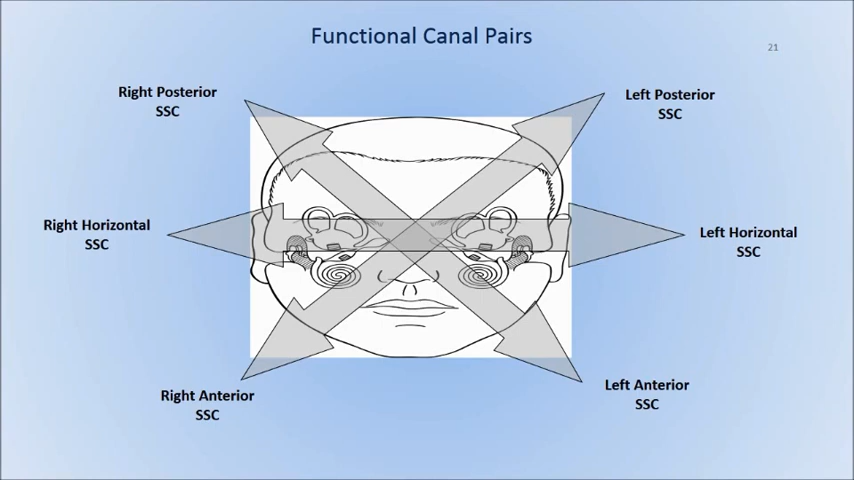 Functional Canal Pairs
21
Right Posterior
SSC
Left Posterior
SSC
Right Horizontal
SSC
Left Horizontal
SSC
Right Anterior
SSC
Left Anterior
SSC